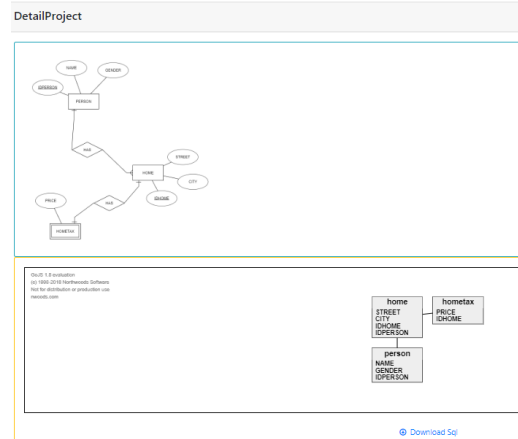 DetailProject
NAME
GENDER
IDPERSON
PERSON
HAS
STREET
HOME
CITY
IDHOME
PRICE
HAS
HOMETAX
GoJS 1.8 evaluation
(c) 1998-2018 Northwoods Software
Not for distribution or production use
nwoods.com
home
STREET
CITY
IDHOME
IDPERSON
hometax
PRICE
IDHOME
person
NAME
GENDER
IDPERSON
Download Sql